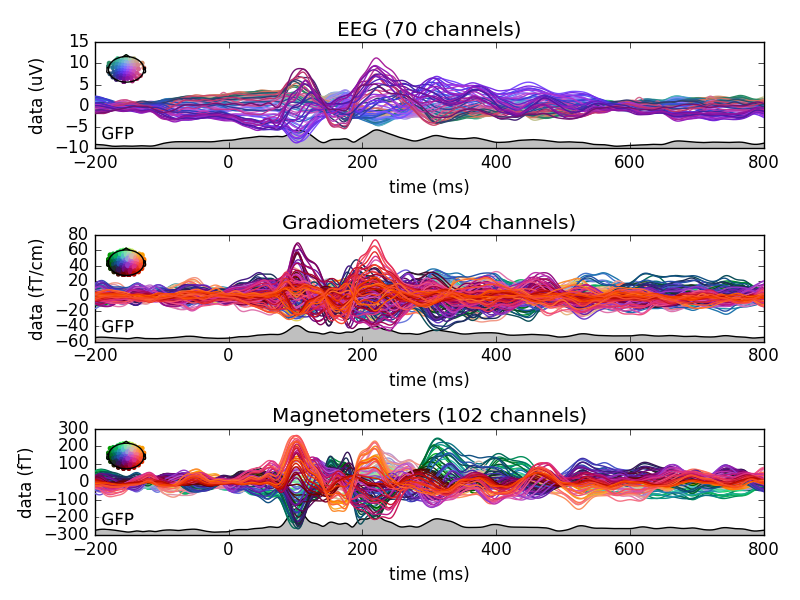 EEG (70 channels)
15
10
5
0
−5
−10
data (uV)
GFP
−200 0 200 400 600 800
time (ms)
Gradiometers (204 channels)
80
60
40
20
0
−20
−40
−60
data (fT/cm)
GFP
−200 0 200 400 600 800
time (ms)
Magnetometers (102 channels)
300
200
100
0
−100
−200
−300
data (fT)
GFP
−200 0 200 400 600 800
time (ms)